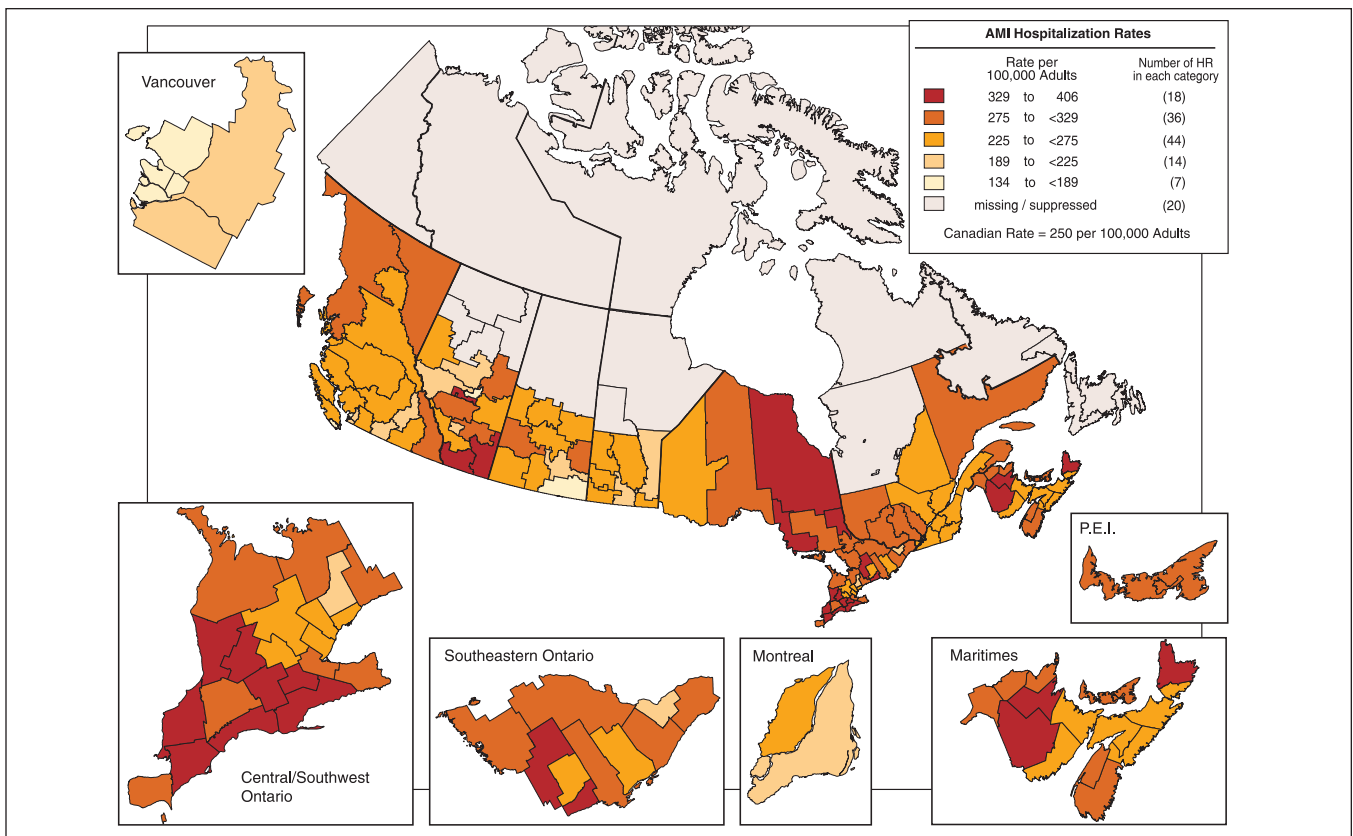 Vancouver
AMI Hospitalization Rates
Rate per
100,000 Adults
Number of HR
in each category
329 to 406 (18)
275 to <329 (36)
225 to <275 (44)
189 to <225 (14)
134 to <189 (7)
missing / suppressed (20)
Canadian Rate = 250 per 100,000 Adults
P.E.I.
Central/Southwest
Ontario
Southeastern Ontario
Montreal
Maritimes